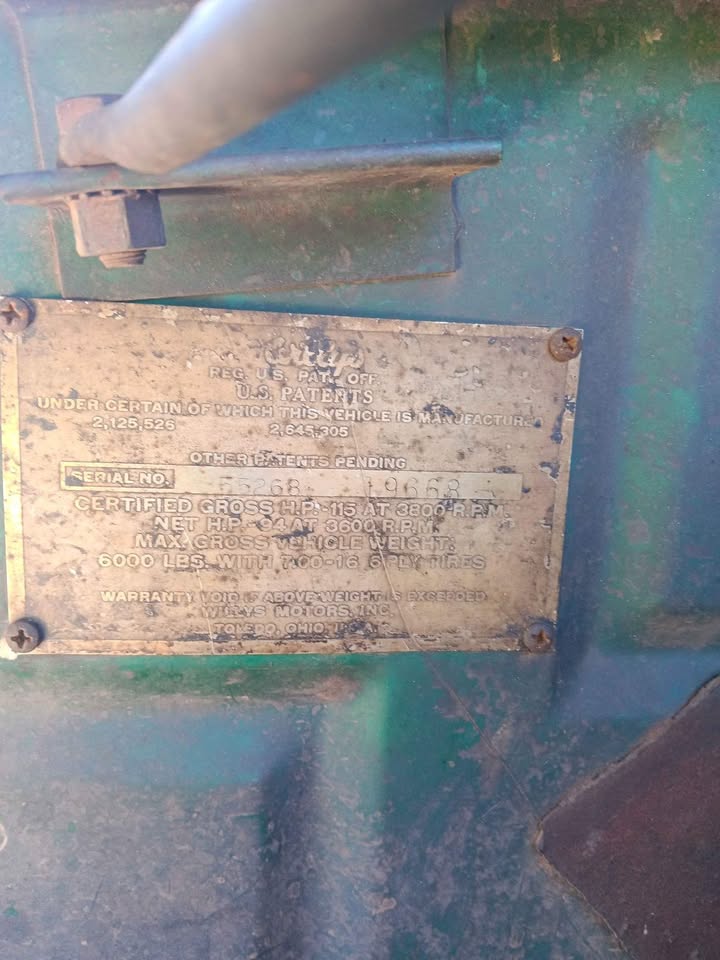 Willys
REG. U.S. PAT. OFF.
U.S. PATENTS
UNDER CERTAIN OF WHICH THIS VEHICLE IS MANUFACTURED
2,125,526 2,645,305
OTHER PATENTS PENDING
SERIAL NO. 55268 19668
CERTIFIED GROSS H.P.-115 AT 3800 R.P.M.
NET H.P.-94 AT 3600 R.P.M.
MAX. GROSS VEHICLE WEIGHT:
6000 LBS. WITH 7:00-16 6 PLY TIRES
WARRANTY VOID IF ABOVE WEIGHT IS EXCEEDED
WILLYS MOTORS, INC.
TOLEDO, OHIO, U.S.A.